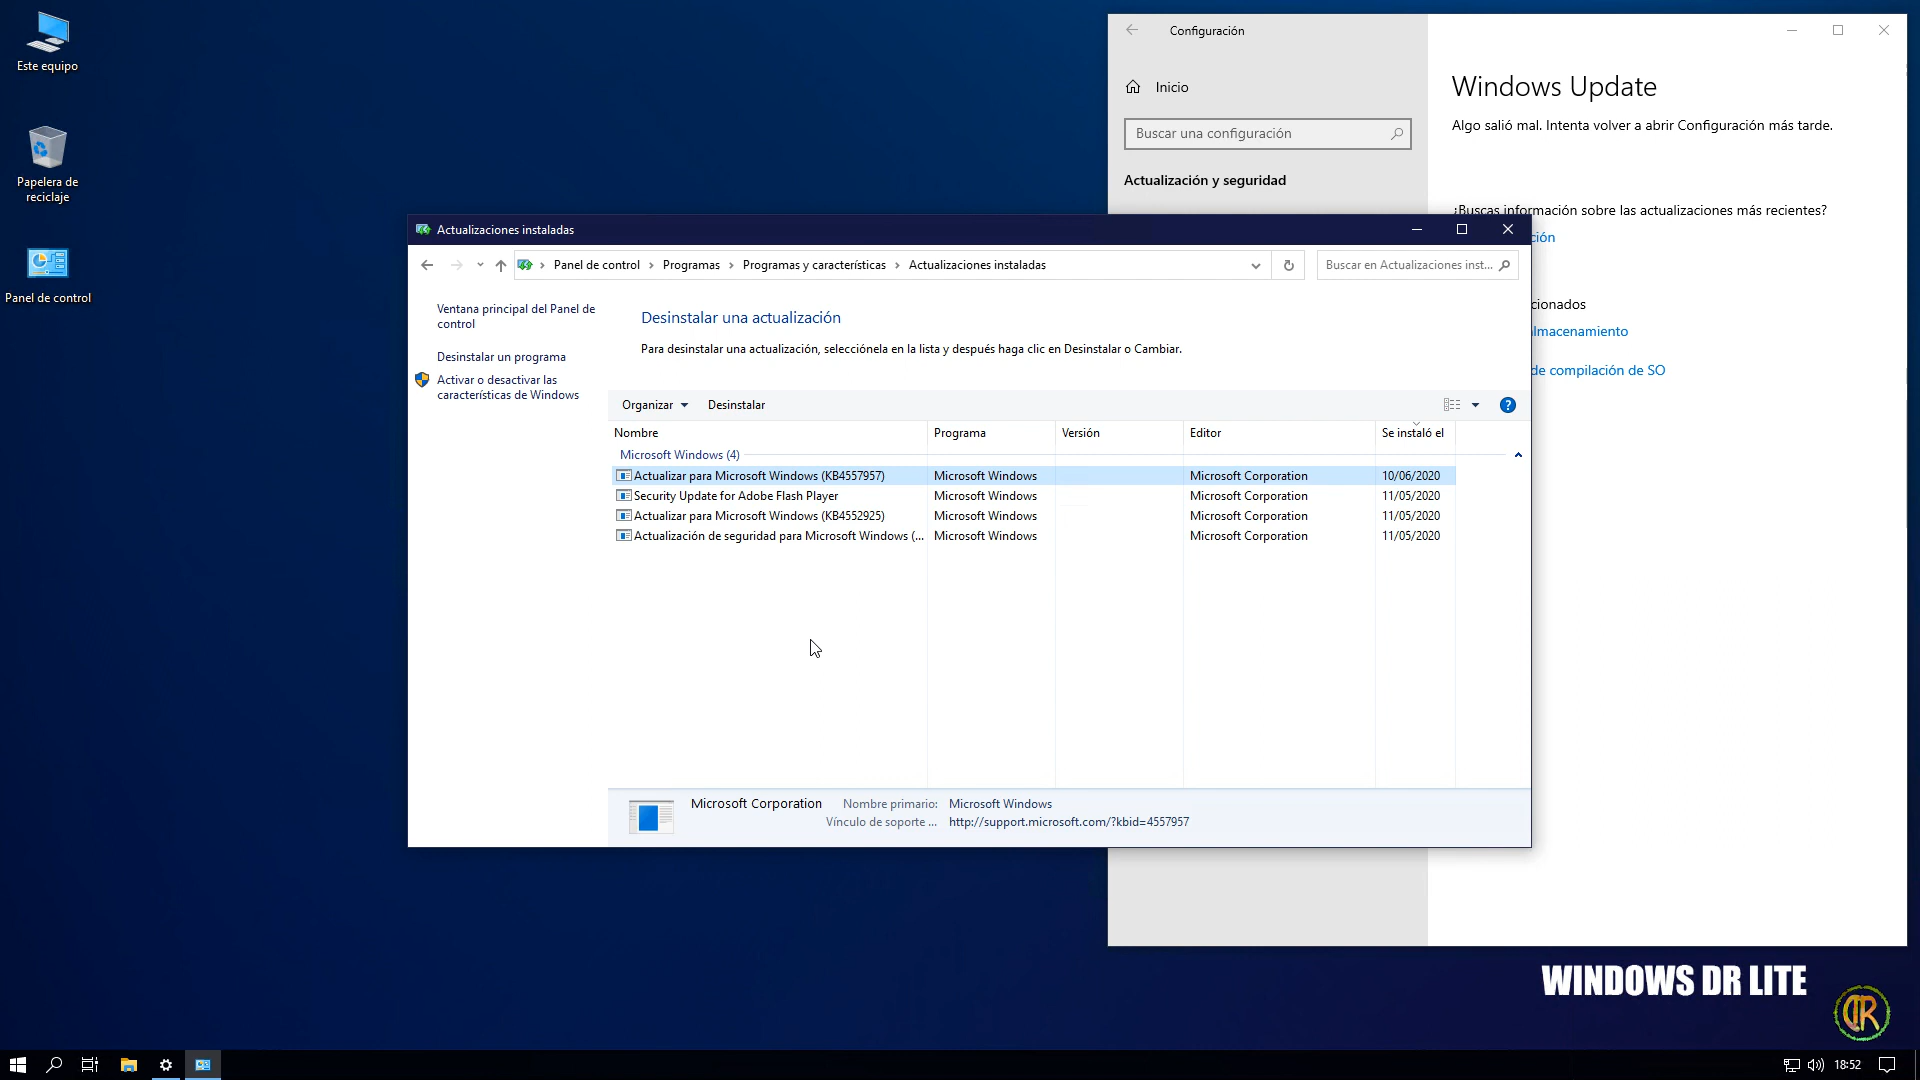 Este equipo
Papelera de
reciclaje
Panel de control
Configuración
Inicio
Buscar una configuración
Actualización y seguridad
Windows Update
Algo salió mal. Intenta volver a abrir Configuración más tarde.
¿Buscas información sobre las actualizaciones más recientes?
ción
cionados
lmacenamiento
de compilación de SO
Actualizaciones instaladas
Panel de control > Programas > Programas y características > Actualizaciones instaladas
Buscar en Actualizaciones inst...
Ventana principal del Panel de
control
Desinstalar un programa
Activar o desactivar las
características de Windows
Desinstalar una actualización
Para desinstalar una actualización, selecciónela en la lista y después haga clic en Desinstalar o Cambiar.
Organizar Desinstalar
Nombre Programa Versión Editor Se instaló el
Microsoft Windows (4)
Actualizar para Microsoft Windows (KB4557957) Microsoft Windows Microsoft Corporation 10/06/2020
Security Update for Adobe Flash Player Microsoft Windows Microsoft Corporation 11/05/2020
Actualizar para Microsoft Windows (KB4552925) Microsoft Windows Microsoft Corporation 11/05/2020
Actualización de seguridad para Microsoft Windows (... Microsoft Windows Microsoft Corporation 11/05/2020
Microsoft Corporation Nombre primario: Microsoft Windows
Vínculo de soporte ... http://support.microsoft.com/?kbid=4557957
WINDOWS DR LITE
DR
18:52